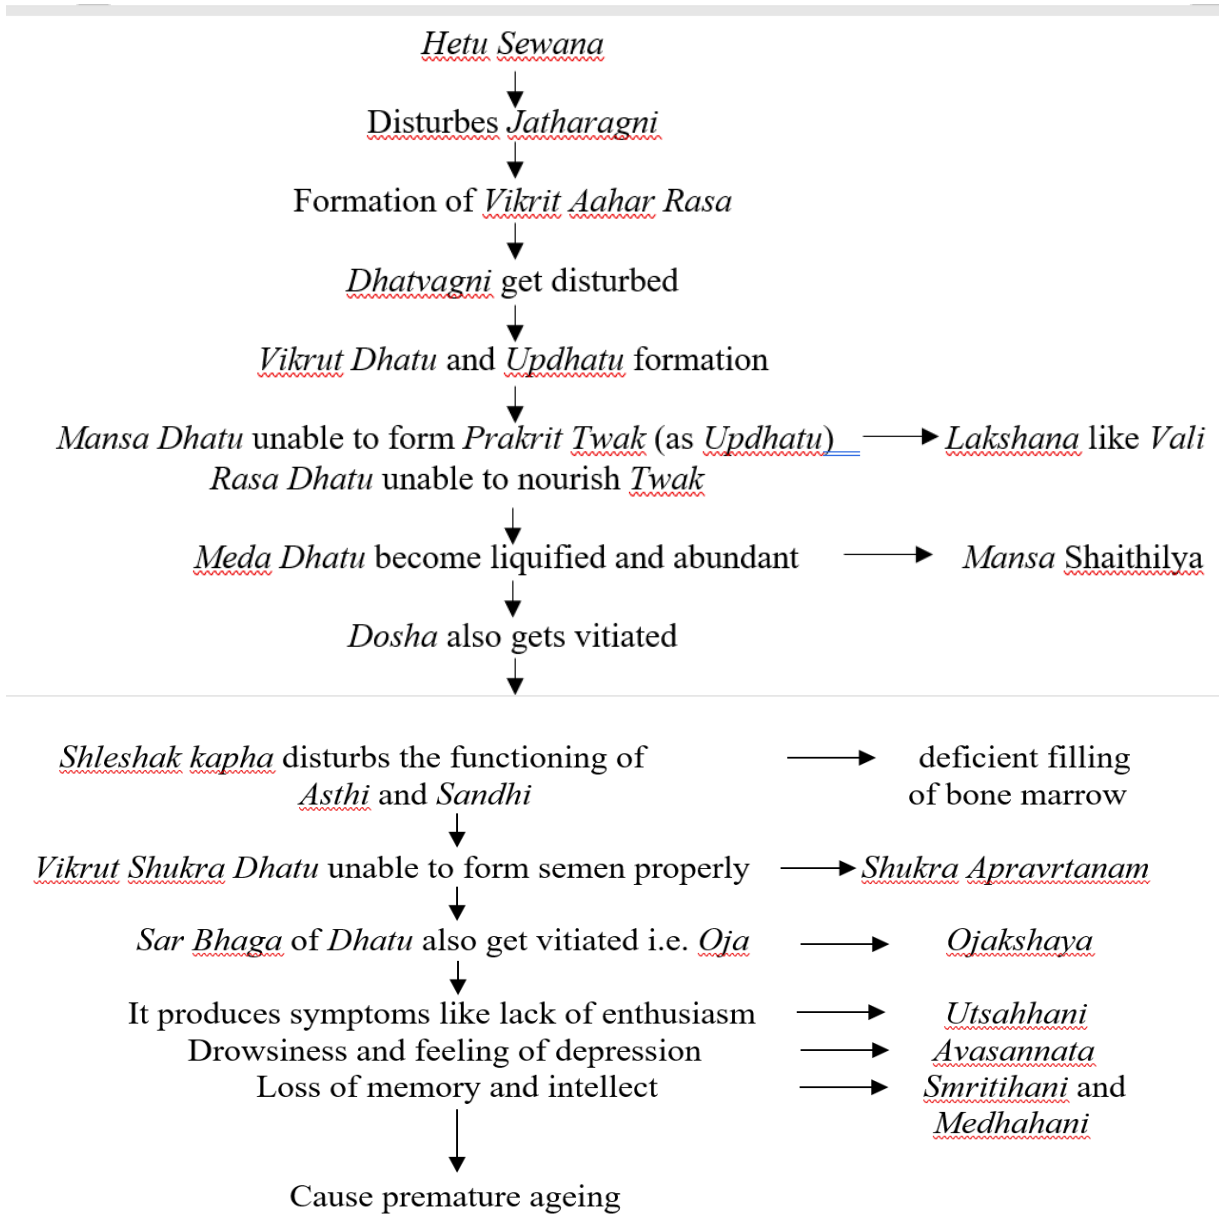 Hetu Sewana
Disturbes Jatharagni
Formation of Vikrit Aahar Rasa
Dhatvagni get disturbed
Vikrut Dhatu and Updhatu formation
Mansa Dhatu unable to form Prakrit Twak (as Updhatu) Lakshana like Vali
Rasa Dhatu unable to nourish Twak
Meda Dhatu become liquified and abundant Mansa Shaithilya
Dosha also gets vitiated
Shleshak kapha disturbs the functioning of deficient filling
Asthi and Sandhi of bone marrow
Vikrut Shukra Dhatu unable to form semen properly Shukra Apravrtanam
Sar Bhaga of Dhatu also get vitiated i.e. Oja Ojakshaya
It produces symptoms like lack of enthusiasm Utsahhani
Drowsiness and feeling of depression Avasannata
Loss of memory and intellect Smritihani and
Medhahani
Cause premature ageing